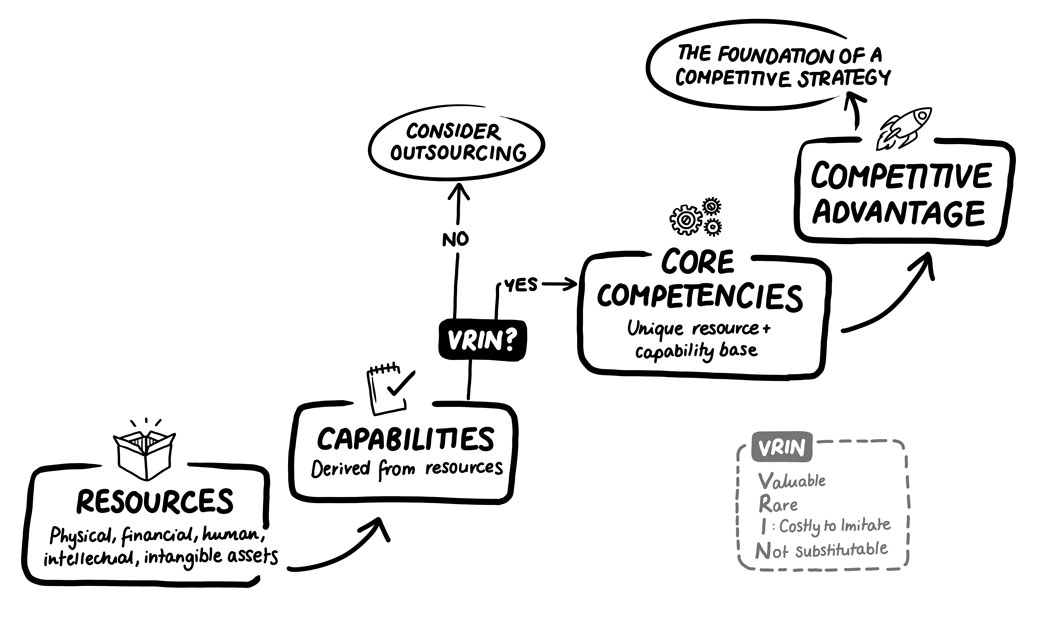 THE FOUNDATION OF A
COMPETITIVE STRATEGY
COMPETITIVE
ADVANTAGE
CONSIDER
OUTSOURCING
NO
YES
VRIN?
CORE
COMPETENCIES
Unique resource +
capability base
CAPABILITIES
Derived from resources
RESOURCES
Physical, financial, human,
intellectual, intangible assets
VRIN
Valuable
Rare
I : Costly to Imitate
Not substitutable